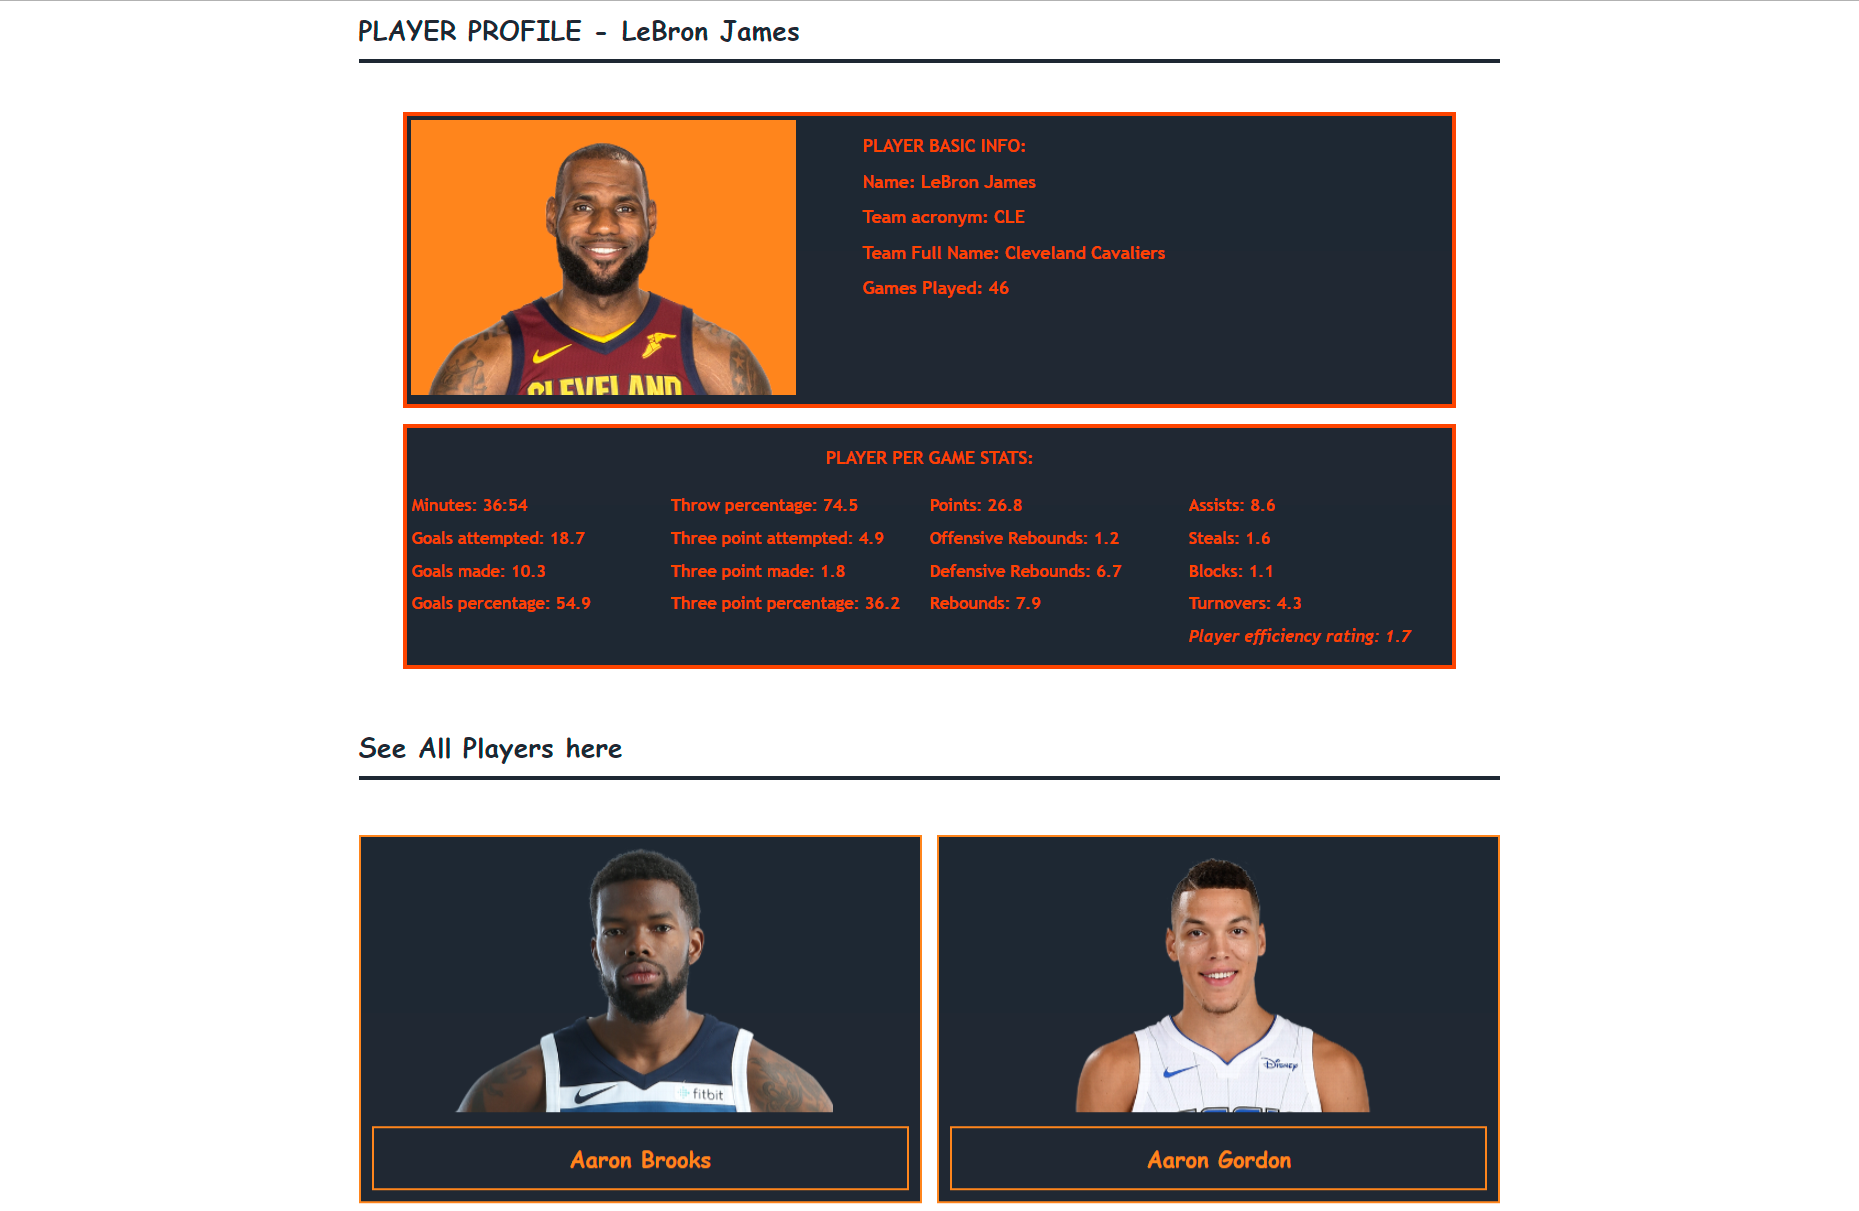 PLAYER PROFILE - LeBron James
PLAYER BASIC INFO:
Name: LeBron James
Team acronym: CLE
Team Full Name: Cleveland Cavaliers
Games Played: 46
CLEVELAND
PLAYER PER GAME STATS:
Minutes: 36:54
Goals attempted: 18.7
Goals made: 10.3
Goals percentage: 54.9
Throw percentage: 74.5
Three point attempted: 4.9
Three point made: 1.8
Three point percentage: 36.2
Points: 26.8
Offensive Rebounds: 1.2
Defensive Rebounds: 6.7
Rebounds: 7.9
Assists: 8.6
Steals: 1.6
Blocks: 1.1
Turnovers: 4.3
Player efficiency rating: 1.7
See All Players here
fitbit
Aaron Brooks
Disney
Aaron Gordon